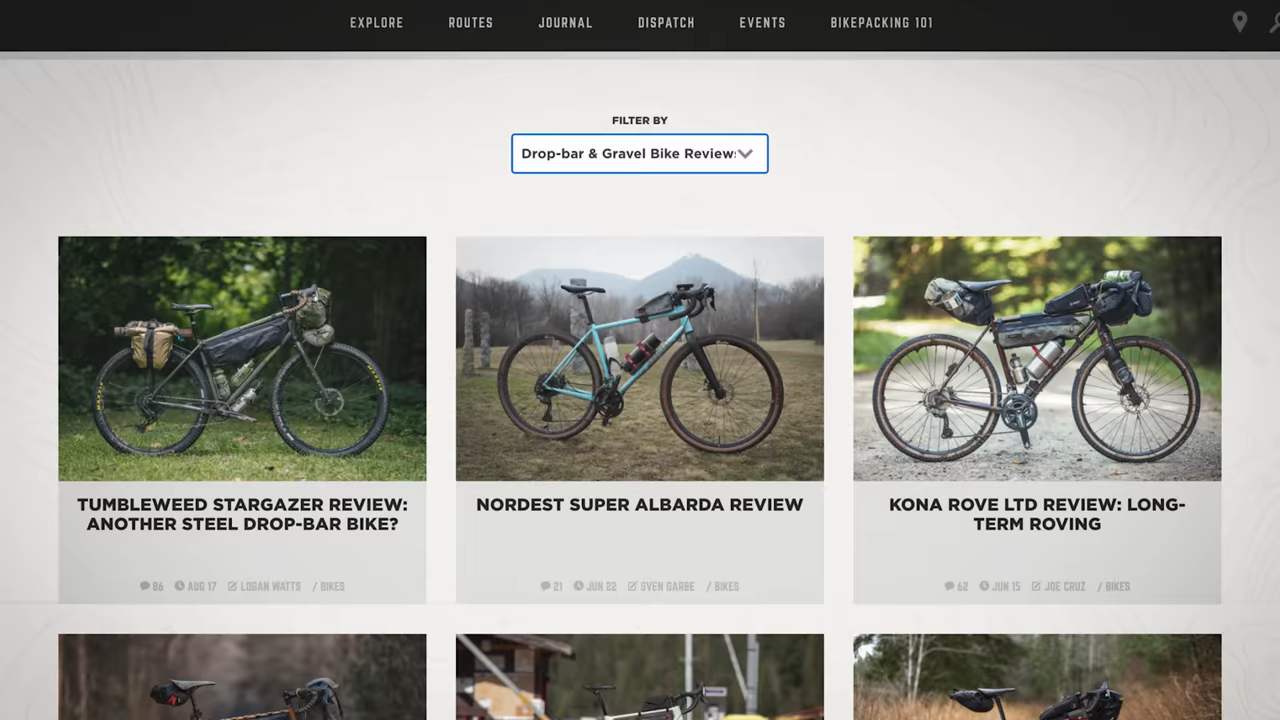 EXPLORE ROUTES JOURNAL DISPATCH EVENTS BIKEPACKING 101
FILTER BY
Drop-bar & Gravel Bike Review
TUMBLEWEED STARGAZER REVIEW:
ANOTHER STEEL DROP-BAR BIKE?
86 AUG 17 LOGAN WATTS / BIKES
NORDEST SUPER ALBARDA REVIEW
21 JUN 22 SVEN GARBE / BIKES
KONA ROVE LTD REVIEW: LONG-
TERM ROVING
62 JUN 15 JOE CRUZ / BIKES